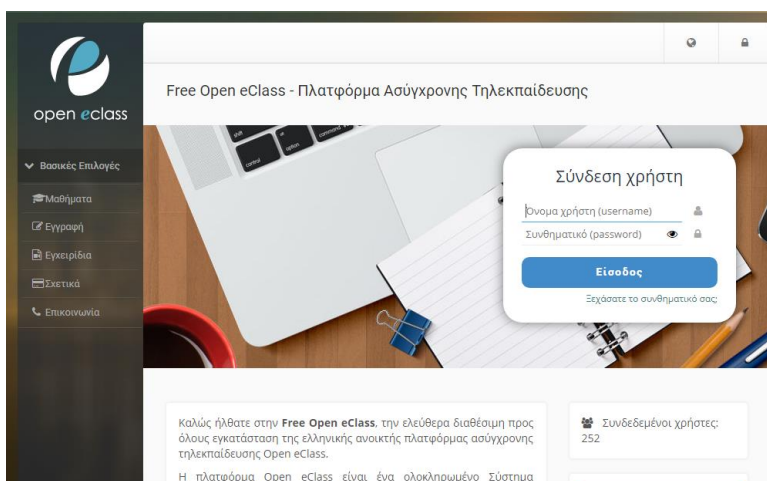 open eclass
Βασικές Επιλογές
Μαθήματα
Εγγραφή
Εγχειρίδια
Σχετικά
Επικοινωνία
Free Open eClass - Πλατφόρμα Ασύγχρονης Τηλεκπαίδευσης
shift
alt
control
option
command
Σύνδεση χρήστη
Όνομα χρήστη (username)
Συνθηματικό (password)
Είσοδος
Ξεχάσατε το συνθηματικό σας;
Καλώς ήλθατε στην Free Open eClass, την ελεύθερα διαθέσιμη προς
όλους εγκατάσταση της ελληνικής ανοικτής πλατφόρμας ασύγχρονης
τηλεκπαίδευσης Open eClass.
Η πλατφόρμα Open eClass είναι ένα ολοκληρωμένο Σύστημα
Συνδεδεμένοι χρήστες:
252